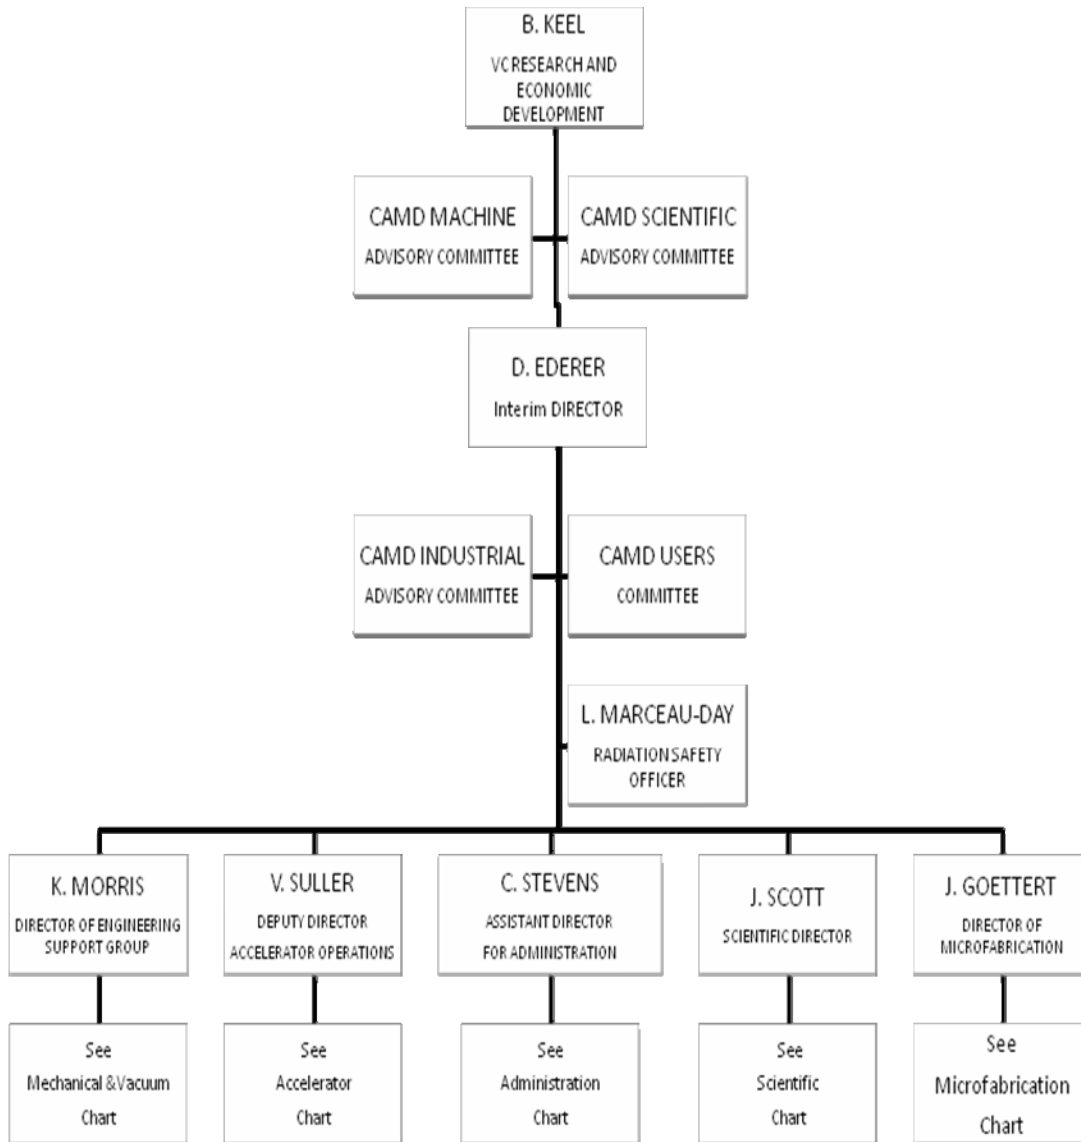 B. KEEL
VC RESEARCH AND
ECONOMIC
DEVELOPMENT
CAMD MACHINE
ADVISORY COMMITTEE
CAMD SCIENTIFIC
ADVISORY COMMITTEE
D. EDERER
Interim DIRECTOR
CAMD INDUSTRIAL
ADVISORY COMMITTEE
CAMD USERS
COMMITTEE
L. MARCEAU-DAY
RADIATION SAFETY
OFFICER
K. MORRIS
DIRECTOR OF ENGINEERING
SUPPORT GROUP
V. SULLER
DEPUTY DIRECTOR
ACCELERATOR OPERATIONS
C. STEVENS
ASSISTANT DIRECTOR
FOR ADMINISTRATION
J. SCOTT
SCIENTIFIC DIRECTOR
J. GOETTERT
DIRECTOR OF
MICROFABRICATION
See
Mechanical &Vacuum
Chart
See
Accelerator
Chart
See
Administration
Chart
See
Scientific
Chart
See
Microfabrication
Chart